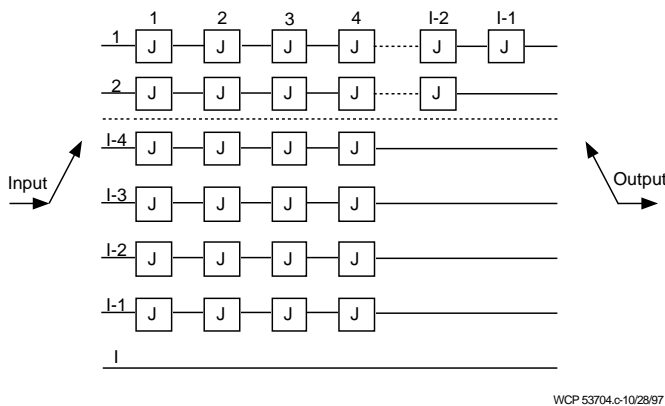 1 2 3 4 I-2 I-1
1 J J J J J J
2 J J J J J
I-4 J J J J
Input
Output
I-3 J J J J
I-2 J J J J
I-1 J J J J
I
WCP 53704.c-10/28/97